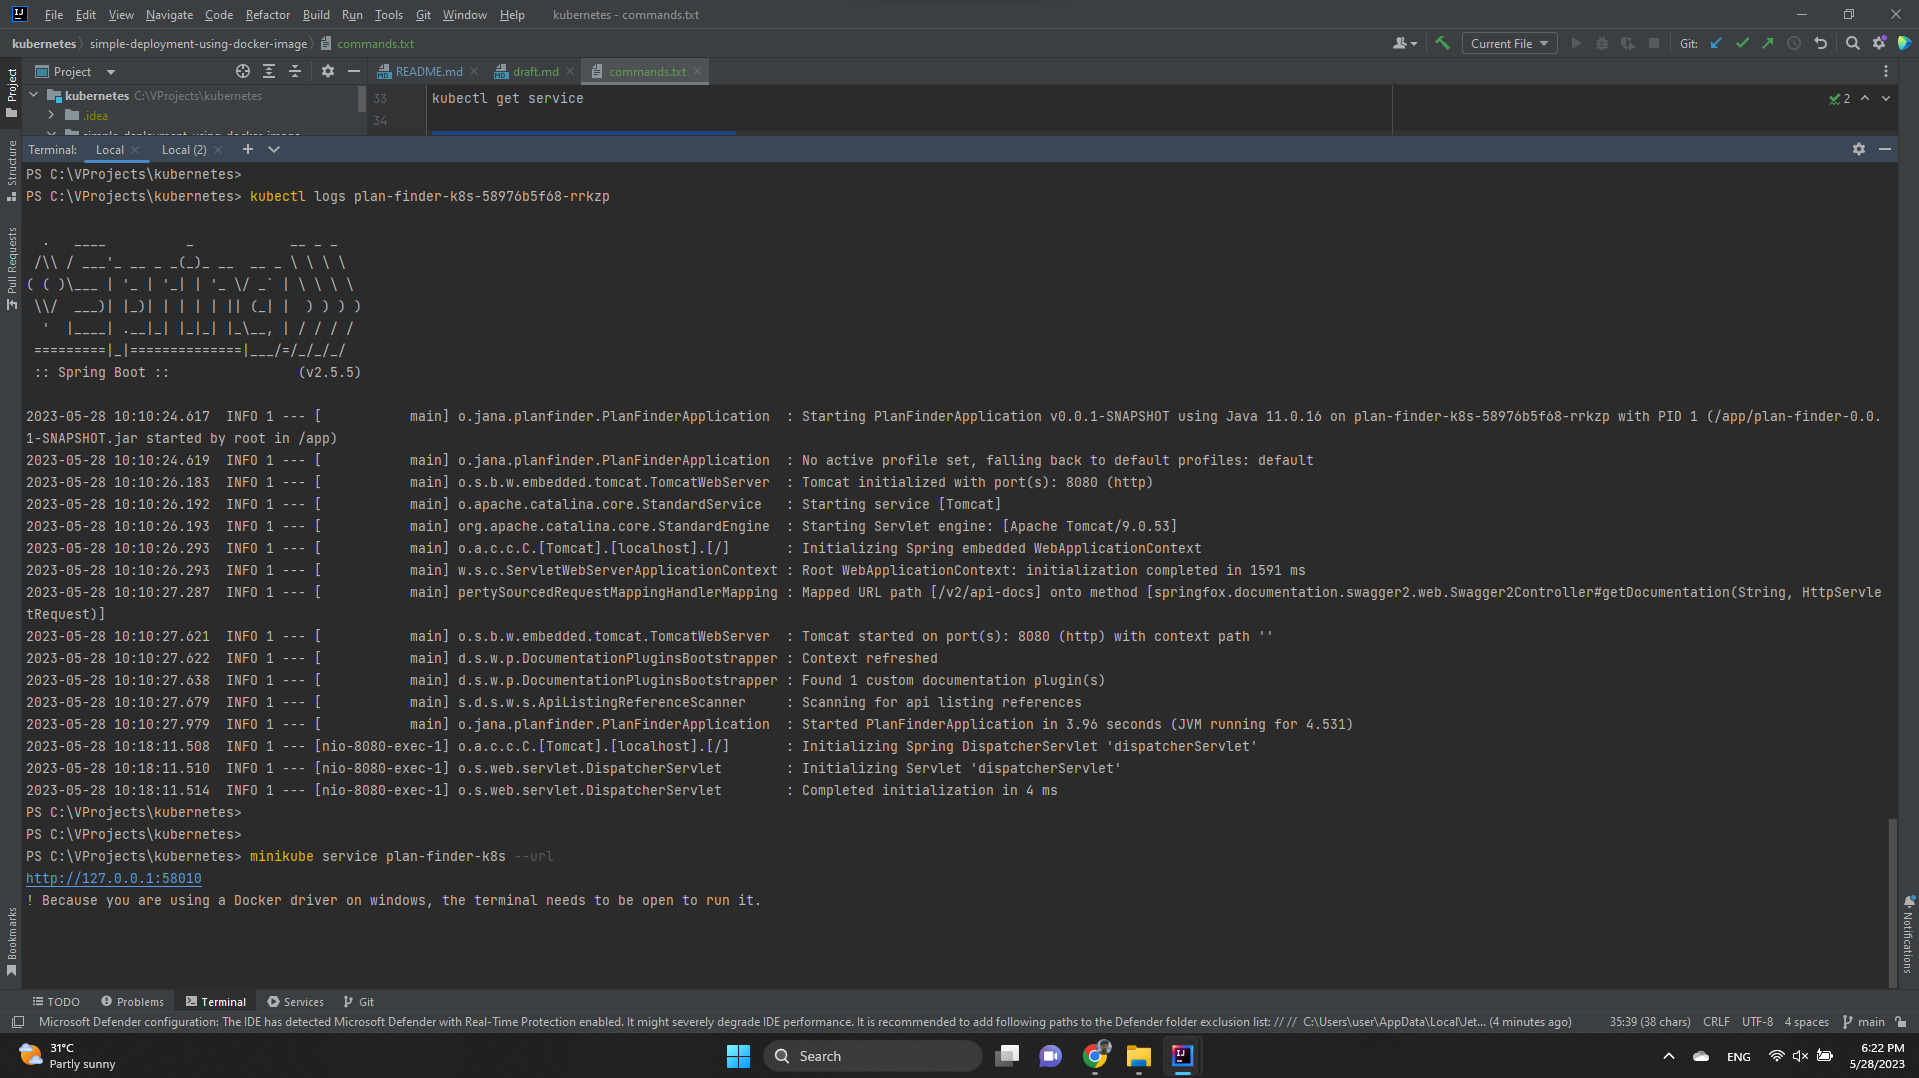 File Edit View Navigate Code Refactor Build Run Tools Git Window Help kubernetes - commands.txt
kubernetes simple-deployment-using-docker-image commands.txt Current File Git:
Project README.md draft.md commands.txt
kubernetes C:\VProjects\kubernetes
.idea
simple-deployment-using-docker-image
33 kubectl get service
34
2
Project
Structure
Pull Requests
Bookmarks
Notifications
Terminal: Local Local (2)
PS C:\VProjects\kubernetes>
PS C:\VProjects\kubernetes> kubectl logs plan-finder-k8s-58976b5f68-rrkzp
  .   ____          _            __ _ _
 /\\ / ___'_ __ _ _(_)_ __  __ _ \ \ \ \
( ( )\___ | '_ | '_| | '_ \/ _` | \ \ \ \
 \\/  ___)| |_)| | | | | || (_| |  ) ) ) )
  '  |____| .__|_| |_|_| |_\__, | / / / /
 =========|_|==============|___/=/_/_/_/
 :: Spring Boot ::                (v2.5.5)
2023-05-28 10:10:24.617  INFO 1 --- [           main] o.jana.planfinder.PlanFinderApplication  : Starting PlanFinderApplication v0.0.1-SNAPSHOT using Java 11.0.16 on plan-finder-k8s-58976b5f68-rrkzp with PID 1 (/app/plan-finder-0.0.
1-SNAPSHOT.jar started by root in /app)
2023-05-28 10:10:24.619  INFO 1 --- [           main] o.jana.planfinder.PlanFinderApplication  : No active profile set, falling back to default profiles: default
2023-05-28 10:10:26.183  INFO 1 --- [           main] o.s.b.w.embedded.tomcat.TomcatWebServer  : Tomcat initialized with port(s): 8080 (http)
2023-05-28 10:10:26.192  INFO 1 --- [           main] o.apache.catalina.core.StandardService   : Starting service [Tomcat]
2023-05-28 10:10:26.193  INFO 1 --- [           main] org.apache.catalina.core.StandardEngine  : Starting Servlet engine: [Apache Tomcat/9.0.53]
2023-05-28 10:10:26.293  INFO 1 --- [           main] o.a.c.c.C.[Tomcat].[localhost].[/]       : Initializing Spring embedded WebApplicationContext
2023-05-28 10:10:26.293  INFO 1 --- [           main] w.s.c.ServletWebServerApplicationContext : Root WebApplicationContext: initialization completed in 1591 ms
2023-05-28 10:10:27.287  INFO 1 --- [           main] pertySourcedRequestMappingHandlerMapping : Mapped URL path [/v2/api-docs] onto method [springfox.documentation.swagger2.web.Swagger2Controller#getDocumentation(String, HttpServle
tRequest)]
2023-05-28 10:10:27.621  INFO 1 --- [           main] o.s.b.w.embedded.tomcat.TomcatWebServer  : Tomcat started on port(s): 8080 (http) with context path ''
2023-05-28 10:10:27.622  INFO 1 --- [           main] d.s.w.p.DocumentationPluginsBootstrapper : Context refreshed
2023-05-28 10:10:27.638  INFO 1 --- [           main] d.s.w.p.DocumentationPluginsBootstrapper : Found 1 custom documentation plugin(s)
2023-05-28 10:10:27.679  INFO 1 --- [           main] s.d.s.w.s.ApiListingReferenceScanner     : Scanning for api listing references
2023-05-28 10:10:27.979  INFO 1 --- [           main] o.jana.planfinder.PlanFinderApplication  : Started PlanFinderApplication in 3.96 seconds (JVM running for 4.531)
2023-05-28 10:18:11.508  INFO 1 --- [nio-8080-exec-1] o.a.c.c.C.[Tomcat].[localhost].[/]       : Initializing Spring DispatcherServlet 'dispatcherServlet'
2023-05-28 10:18:11.510  INFO 1 --- [nio-8080-exec-1] o.s.web.servlet.DispatcherServlet        : Initializing Servlet 'dispatcherServlet'
2023-05-28 10:18:11.514  INFO 1 --- [nio-8080-exec-1] o.s.web.servlet.DispatcherServlet        : Completed initialization in 4 ms
PS C:\VProjects\kubernetes>
PS C:\VProjects\kubernetes>
PS C:\VProjects\kubernetes> minikube service plan-finder-k8s --url
http://127.0.0.1:58010
! Because you are using a Docker driver on windows, the terminal needs to be open to run it.
TODO Problems Terminal Services Git
Microsoft Defender configuration: The IDE has detected Microsoft Defender with Real-Time Protection enabled. It might severely degrade IDE performance. It is recommended to add following paths to the Defender folder exclusion list: // // C:\Users\user\AppData\Local\Jet... (4 minutes ago) 35:39 (38 chars) CRLF UTF-8 4 spaces main
31°C
Partly sunny
Search
ENG
6:22 PM
5/28/2023